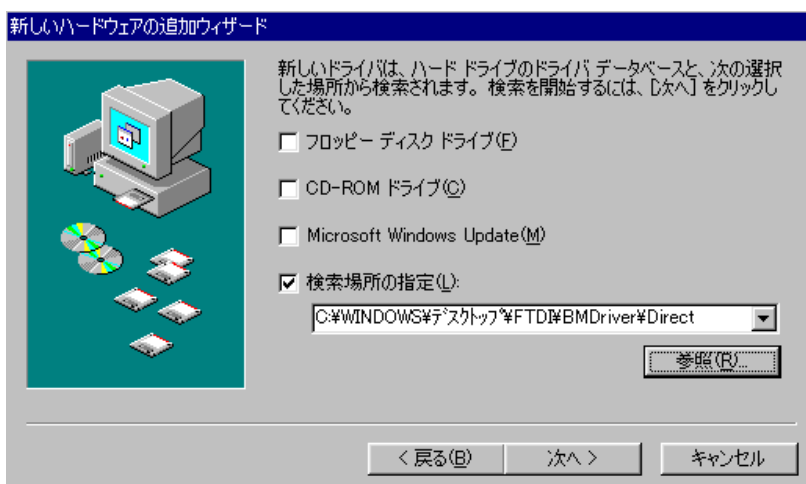 新しいハードウェアの追加ウィザード
新しいドライバは、ハード ドライブのドライバ データベースと、次の選択
した場所から検索されます。検索を開始するには、[次へ] をクリックし
てください。
フロッピー ディスク ドライブ(F)
CD-ROM ドライブ(C)
Microsoft Windows Update(M)
検索場所の指定(L):
C:¥WINDOWS¥ﾃﾞｽｸﾄｯﾌﾟ¥FTDI¥BMDriver¥Direct
参照(R)...
< 戻る(B)
次へ >
キャンセル